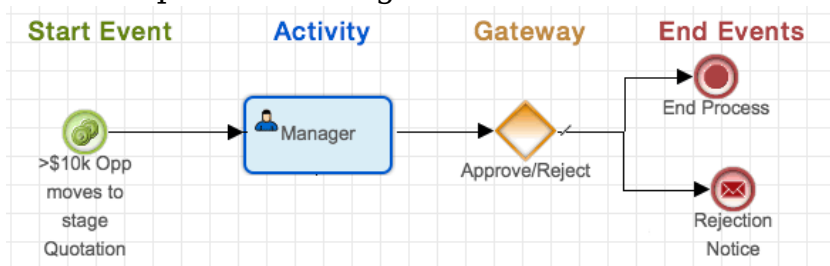 Start Event
Activity
Gateway
End Events
End Process
Manager
>$10k Opp
moves to
stage
Quotation
Approve/Reject
Rejection
Notice